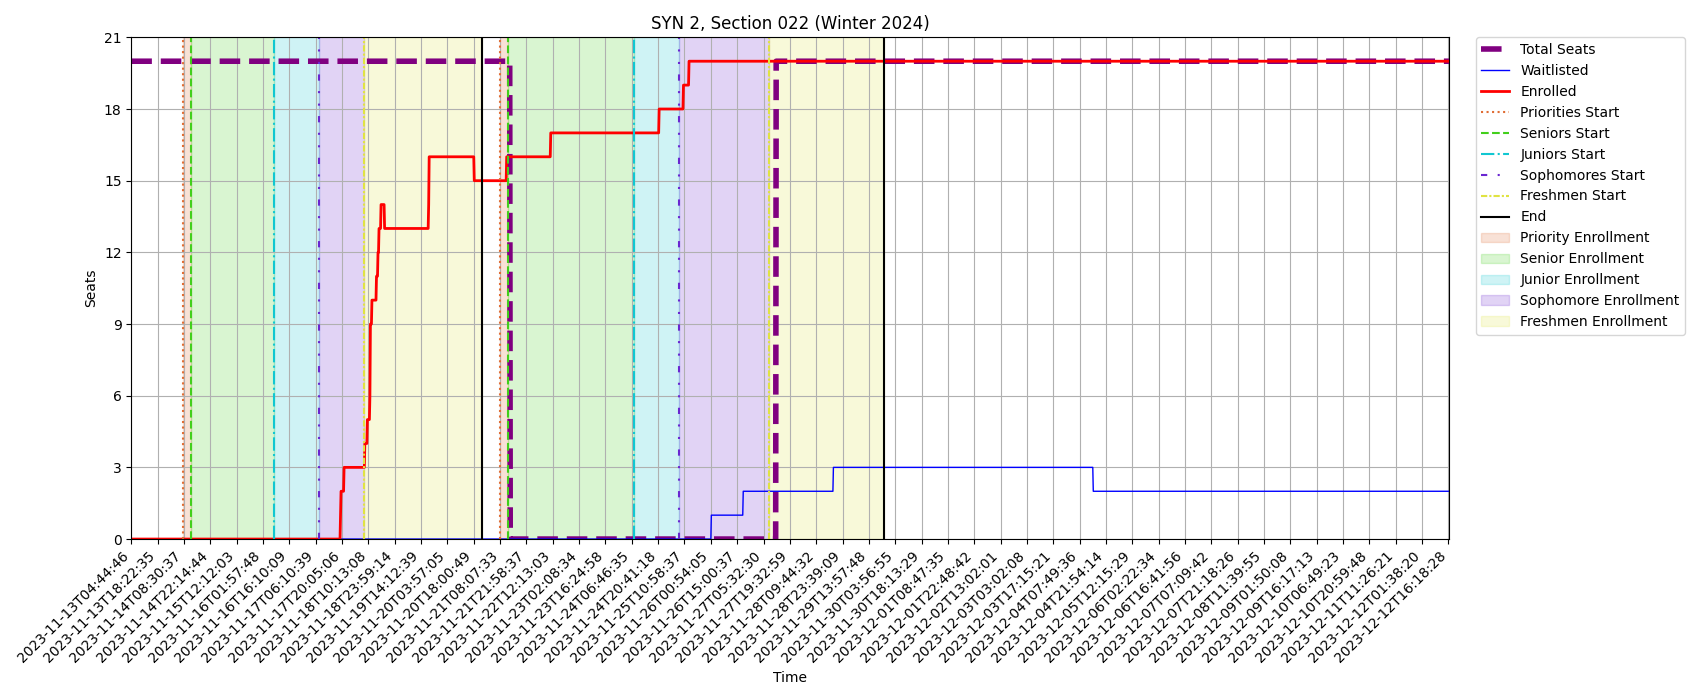 SYN 2, Section 022 (Winter 2024)
Seats
21
18
15
12
9
6
3
0
2023-11-13T04:44:46
2023-11-13T18:22:35
2023-11-14T08:30:37
2023-11-14T22:14:44
2023-11-15T12:12:03
2023-11-16T01:57:48
2023-11-16T16:10:09
2023-11-17T06:10:39
2023-11-17T20:05:06
2023-11-18T10:13:08
2023-11-18T23:59:14
2023-11-19T14:12:39
2023-11-20T03:57:05
2023-11-20T18:00:49
2023-11-21T08:07:33
2023-11-21T21:58:37
2023-11-22T12:13:03
2023-11-23T02:08:34
2023-11-23T16:24:58
2023-11-24T06:46:35
2023-11-24T20:41:18
2023-11-25T10:58:37
2023-11-26T00:54:05
2023-11-26T15:00:37
2023-11-27T05:32:30
2023-11-27T19:32:59
2023-11-28T09:44:32
2023-11-28T23:39:09
2023-11-29T13:57:48
2023-11-30T03:56:55
2023-11-30T18:13:29
2023-12-01T08:47:35
2023-12-01T22:48:42
2023-12-02T13:02:01
2023-12-03T03:02:08
2023-12-03T17:15:21
2023-12-04T07:49:36
2023-12-04T21:54:14
2023-12-05T12:15:29
2023-12-06T02:22:34
2023-12-06T16:41:56
2023-12-07T07:09:42
2023-12-07T21:18:26
2023-12-08T11:39:55
2023-12-09T01:50:08
2023-12-09T16:17:13
2023-12-10T06:49:23
2023-12-10T20:59:48
2023-12-11T11:26:21
2023-12-12T01:38:20
2023-12-12T16:18:28
Time
Total Seats
Waitlisted
Enrolled
Priorities Start
Seniors Start
Juniors Start
Sophomores Start
Freshmen Start
End
Priority Enrollment
Senior Enrollment
Junior Enrollment
Sophomore Enrollment
Freshmen Enrollment